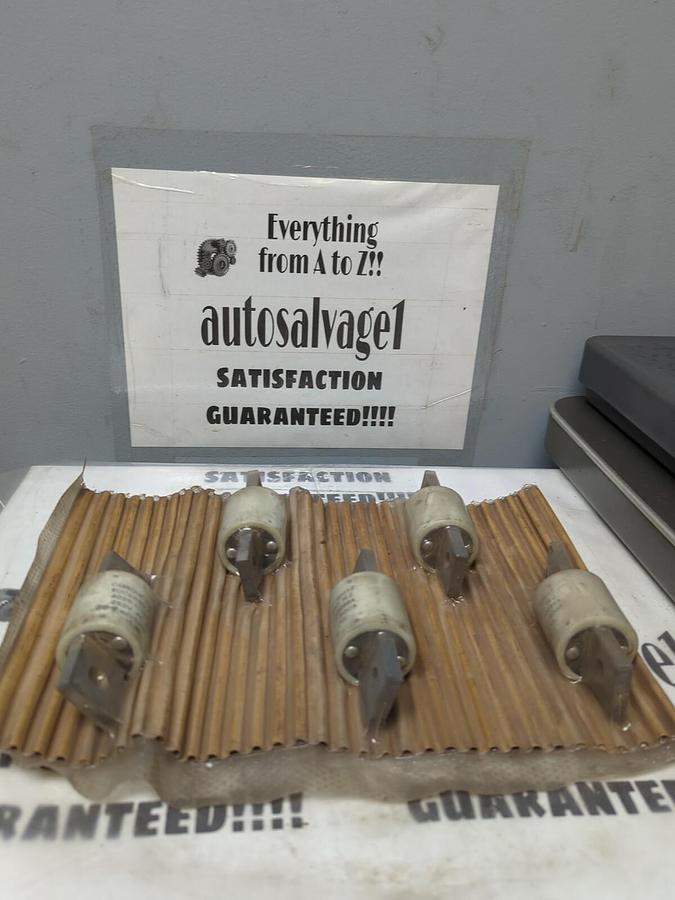 Everything
from A to Z!!
autosalvage1
SATISFACTION
GUARANTEED!!!!
SATISFACTION
RANTEED!!!!
GUARANTEE